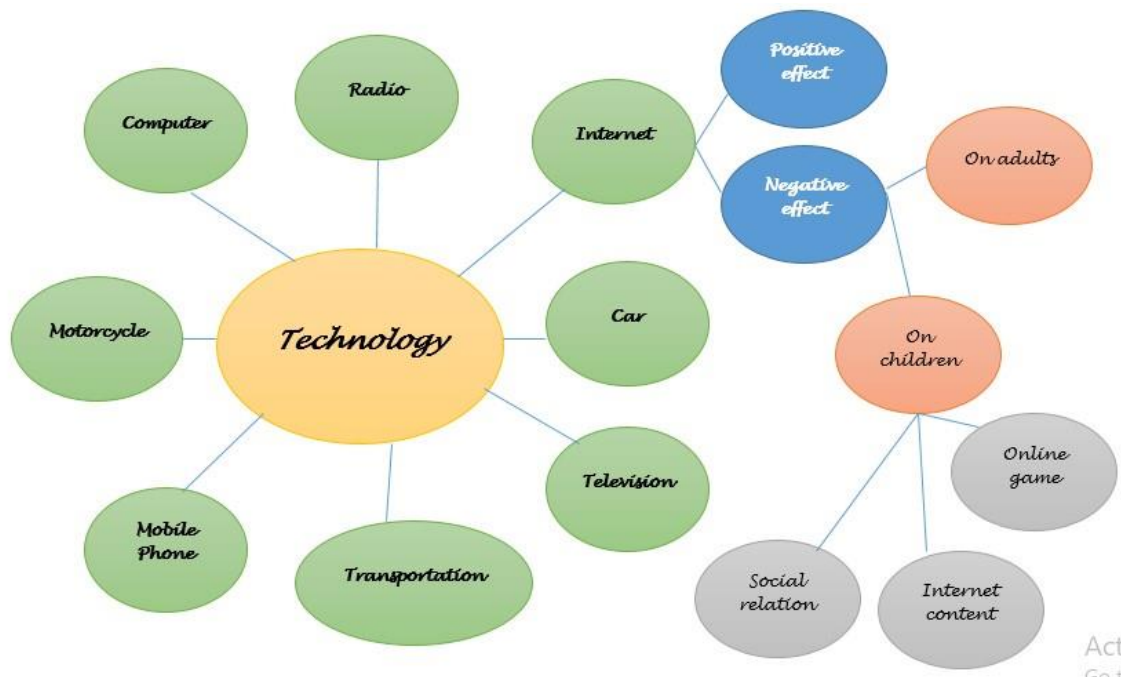 Positive
effect
Radio
Computer
Internet
On adults
Negative
effect
Motorcycle
Technology
Car
On
children
Online
game
Television
Mobile
Phone
Transportation
Social
relation
Internet
content
Act